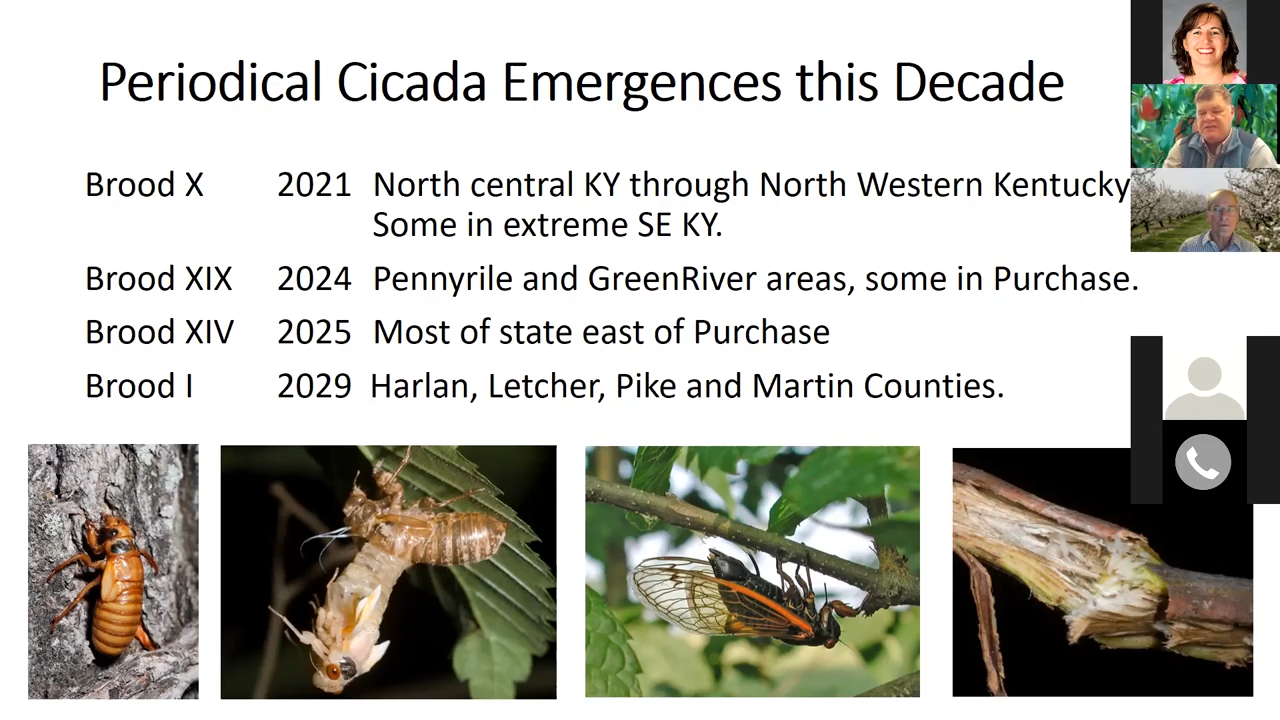 Periodical Cicada Emergences this Decade
Brood X 2021 North central KY through North Western Kentucky
Some in extreme SE KY.
Brood XIX 2024 Pennyrile and GreenRiver areas, some in Purchase.
Brood XIV 2025 Most of state east of Purchase
Brood I 2029 Harlan, Letcher, Pike and Martin Counties.